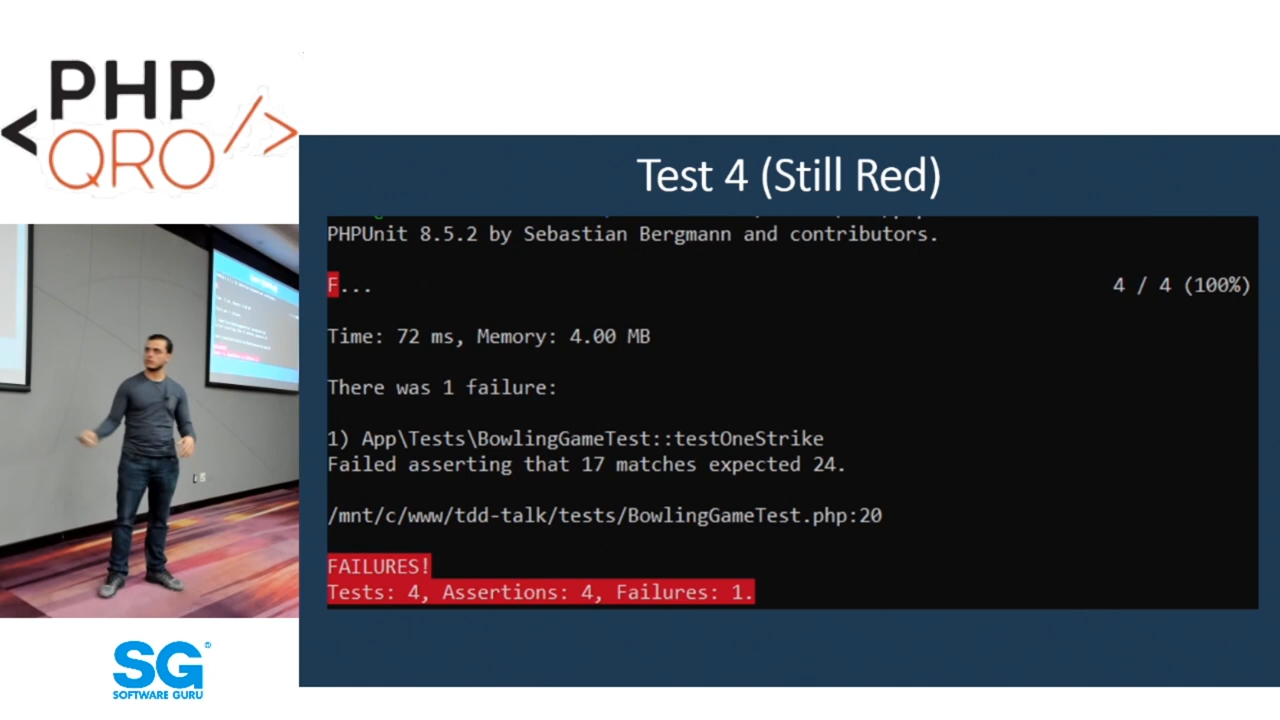 <PHP
QRO/>
SG®
SOFTWARE GURU
Test 4 (Still Red)
PHPUnit 8.5.2 by Sebastian Bergmann and contributors.
F... 4 / 4 (100%)
Time: 72 ms, Memory: 4.00 MB
There was 1 failure:
1) App\Tests\BowlingGameTest::testOneStrike
Failed asserting that 17 matches expected 24.
/mnt/c/www/tdd-talk/tests/BowlingGameTest.php:20
FAILURES!
Tests: 4, Assertions: 4, Failures: 1.